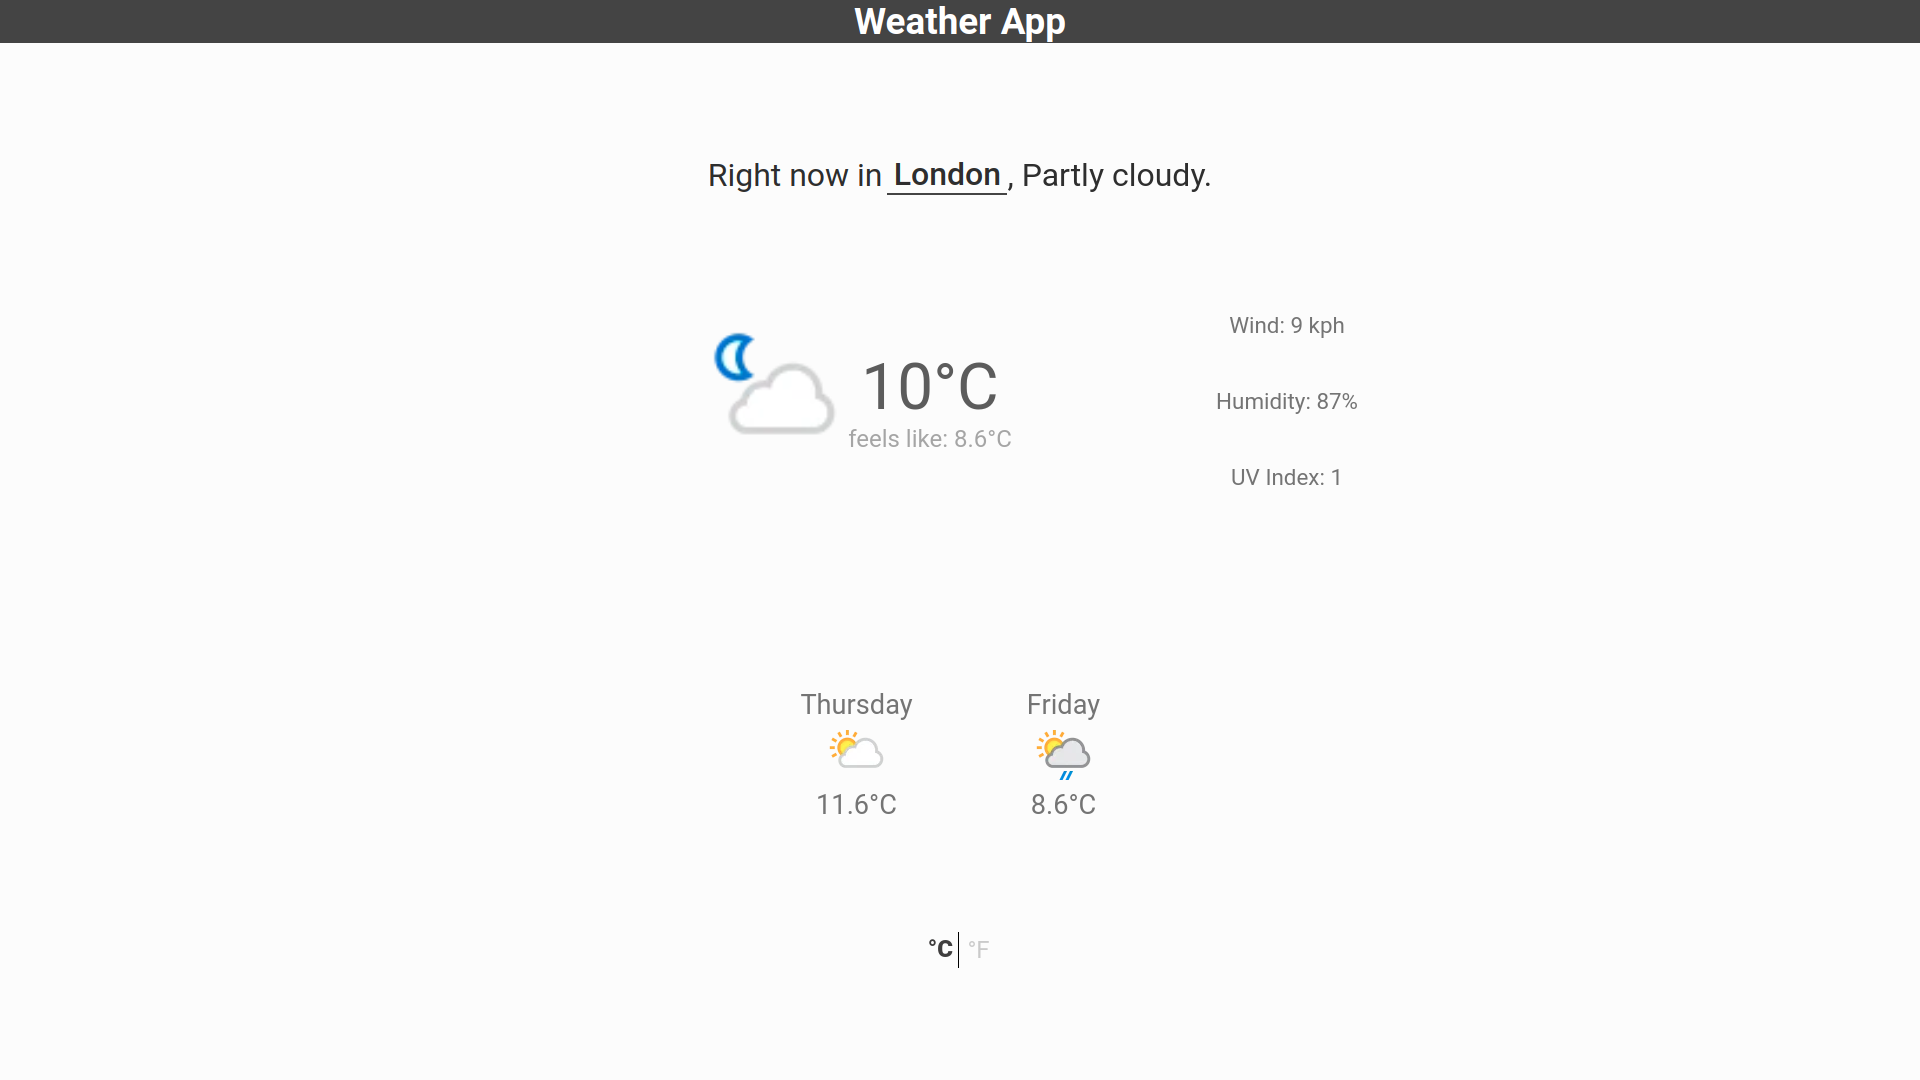 Weather App
Right now in London, Partly cloudy.
Wind: 9 kph
10°C
Humidity: 87%
feels like: 8.6°C
UV Index: 1
Thursday
Friday
11.6°C
8.6°C
°C °F